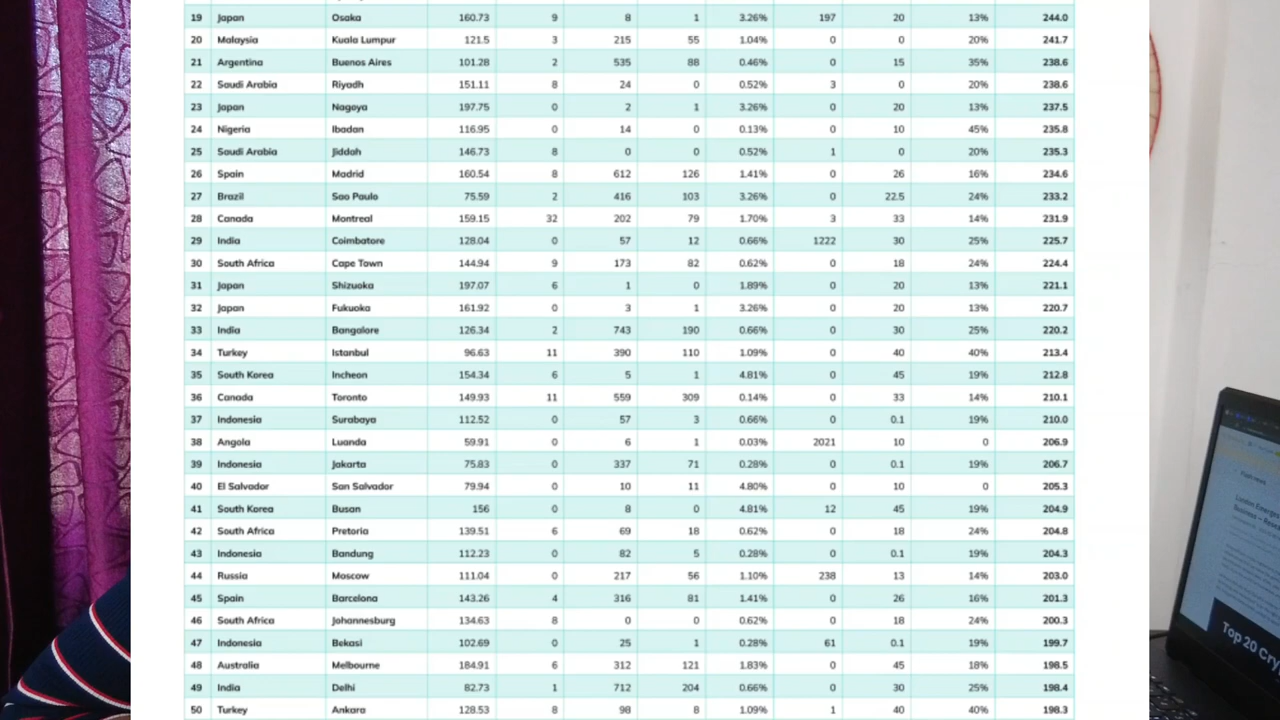 19 Japan Osaka 160.73 9 8 1 3.26% 197 20 13% 244.0
20 Malaysia Kuala Lumpur 121.5 3 215 55 1.04% 0 0 20% 241.7
21 Argentina Buenos Aires 101.28 2 535 88 0.46% 0 15 35% 238.6
22 Saudi Arabia Riyadh 151.11 8 24 0 0.52% 3 0 20% 238.6
23 Japan Nagoya 197.75 0 2 1 3.26% 0 20 13% 237.5
24 Nigeria Ibadan 116.95 0 14 0 0.13% 0 10 45% 235.8
25 Saudi Arabia Jiddah 146.73 8 0 0 0.52% 1 0 20% 235.3
26 Spain Madrid 160.54 8 612 126 1.41% 0 26 16% 234.6
27 Brazil Sao Paulo 75.59 2 416 103 3.26% 0 22.5 24% 233.2
28 Canada Montreal 159.15 32 202 79 1.70% 3 33 14% 231.9
29 India Coimbatore 128.04 0 57 12 0.66% 1222 30 25% 225.7
30 South Africa Cape Town 144.94 9 173 82 0.62% 0 18 24% 224.4
31 Japan Shizuoka 197.07 6 1 0 1.89% 0 20 13% 221.1
32 Japan Fukuoka 161.92 0 3 1 3.26% 0 20 13% 220.7
33 India Bangalore 126.34 2 743 190 0.66% 0 30 25% 220.2
34 Turkey Istanbul 96.63 11 390 110 1.09% 0 40 40% 213.4
35 South Korea Incheon 154.34 6 5 1 4.81% 0 45 19% 212.8
36 Canada Toronto 149.93 11 559 309 0.14% 0 33 14% 210.1
37 Indonesia Surabaya 112.52 0 57 3 0.66% 0 0.1 19% 210.0
38 Angola Luanda 59.91 0 6 1 0.03% 2021 10 0 206.9
39 Indonesia Jakarta 75.83 0 337 71 0.28% 0 0.1 19% 206.7
40 El Salvador San Salvador 79.94 0 10 11 4.80% 0 10 0 205.3
41 South Korea Busan 156 0 8 0 4.81% 12 45 19% 204.9
42 South Africa Pretoria 139.51 6 69 18 0.62% 0 18 24% 204.8
43 Indonesia Bandung 112.23 0 82 5 0.28% 0 0.1 19% 204.3
44 Russia Moscow 111.04 0 217 56 1.10% 238 13 14% 203.0
45 Spain Barcelona 143.26 4 316 81 1.41% 0 26 16% 201.3
46 South Africa Johannesburg 134.63 8 0 0 0.62% 0 18 24% 200.3
47 Indonesia Bekasi 102.69 0 25 1 0.28% 61 0.1 19% 199.7
48 Australia Melbourne 184.91 6 312 121 1.83% 0 45 18% 198.5
49 India Delhi 82.73 1 712 204 0.66% 0 30 25% 198.4
50 Turkey Ankara 128.53 8 98 8 1.09% 1 40 40% 198.3
Top 20 Cry